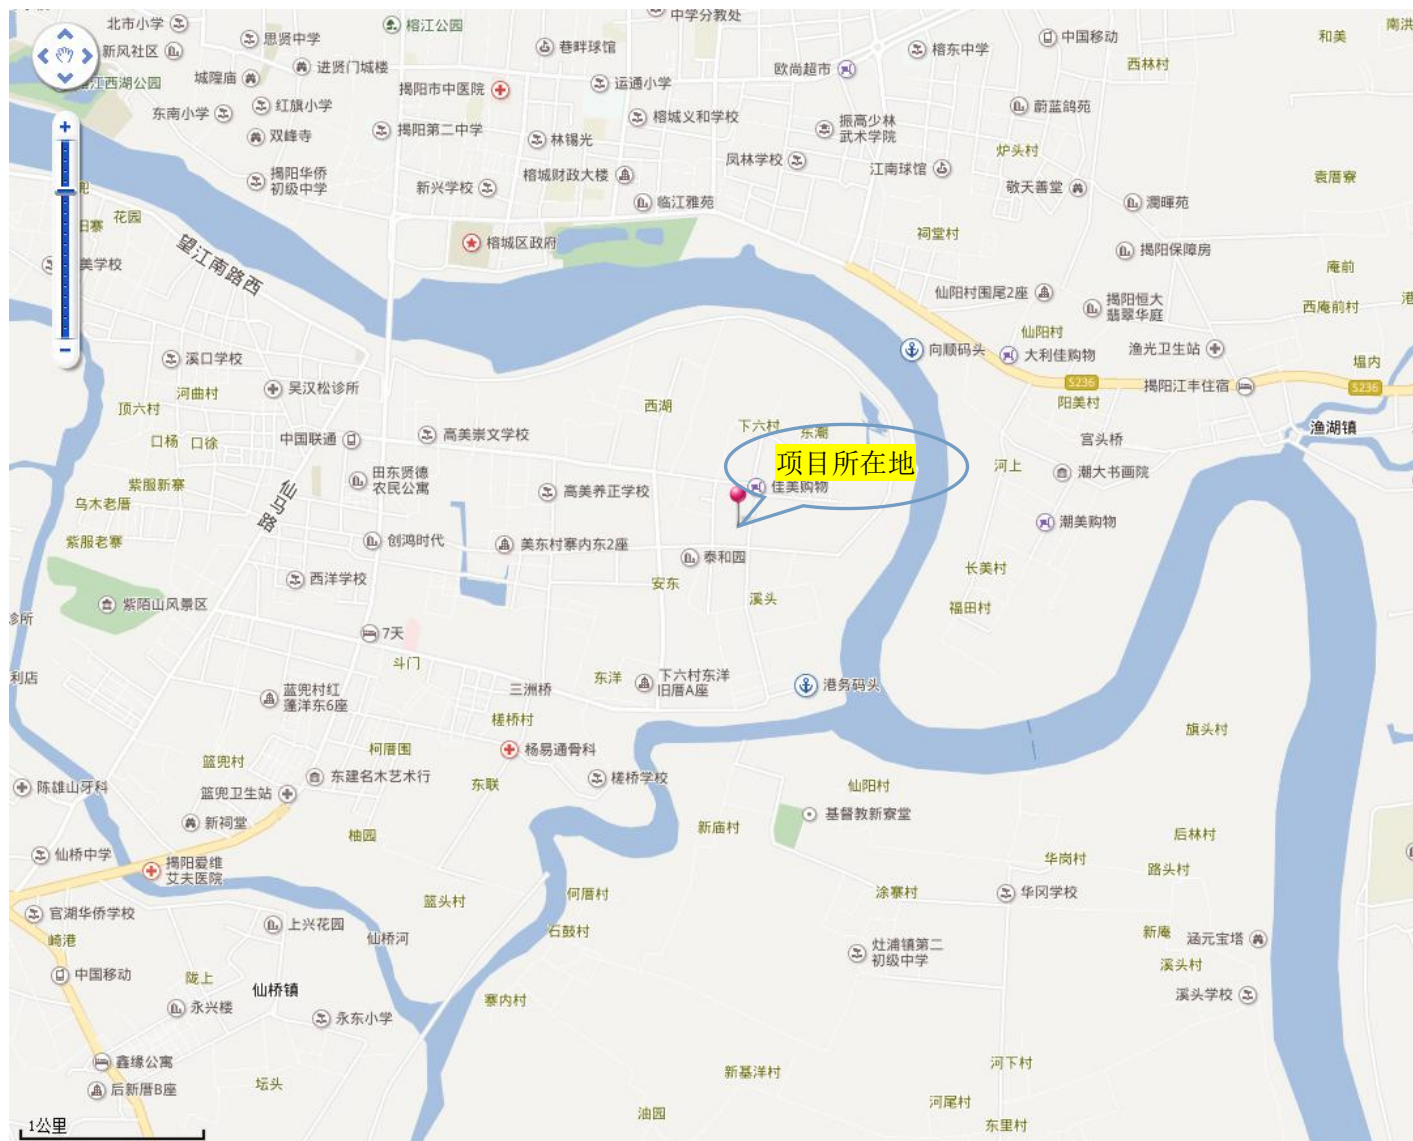 中学分教处
北市小学
榕江公园
思贤中学
巷畔球馆
榕东中学
中国移动
和美
新风社区
进贤门城楼
欧尚超市
西林村
城隍庙
江西湖公园
揭阳市中医院
运通小学
红旗小学
蔚蓝鸽苑
东南小学
榕城义和学校
振高少林
武术学院
双峰寺
揭阳第二中学
林锡光
炉头村
凤林学校
江南球馆
揭阳华侨
初级中学
榕城财政大楼
袁厝寮
新兴学校
敬天善堂
兜
临江雅苑
澜晖苑
花园
阳寨
祠堂村
望江南路西
榕城区政府
揭阳保障房
美学校
庵前
仙阳村围尾2座
揭阳恒大
翡翠华庭
西庵前村
港
仙阳村
溪口学校
向顺码头
大利佳购物
渔光卫生站
塭内
河曲村
吴汉松诊所
S236
揭阳江丰住宿
S236
顶六村
西湖
阳美村
下六村
东潮
渔湖镇
口杨
口徐
中国联通
高美崇文学校
宫头桥
项目所在地
河上
潮大书画院
田东贤德
农民公寓
紫服新寨
高美养正学校
佳美购物
仙马路
乌木老厝
潮美购物
紫服老寨
创鸿时代
美东村寨内东2座
泰和园
长美村
西洋学校
安东
溪头
福田村
紫陌山风景区
诊所
7天
斗门
利店
东洋
下六村东洋
旧厝A座
港务码头
蓝兜村红
蓬洋东6座
三洲桥
槎桥村
旗头村
柯厝围
杨易通骨科
篮兜村
东建名木艺术行
东联
槎桥学校
仙阳村
陈雄山牙科
篮兜卫生站
基督教新寮堂
新祠堂
柚园
新庙村
后林村
仙桥中学
揭阳爱维
艾夫医院
华岗村
路头村
篮头村
何厝村
涂寨村
华冈学校
官湖华侨学校
上兴花园
崎港
仙桥河
石鼓村
灶浦镇第二
初级中学
新庵
涵元宝塔
溪头村
中国移动
陇上
仙桥镇
溪头学校
永兴楼
寨内村
永东小学
鑫缘公寓
河下村
后新厝B座
坛头
新基洋村
油园
河尾村
东里村
1公里